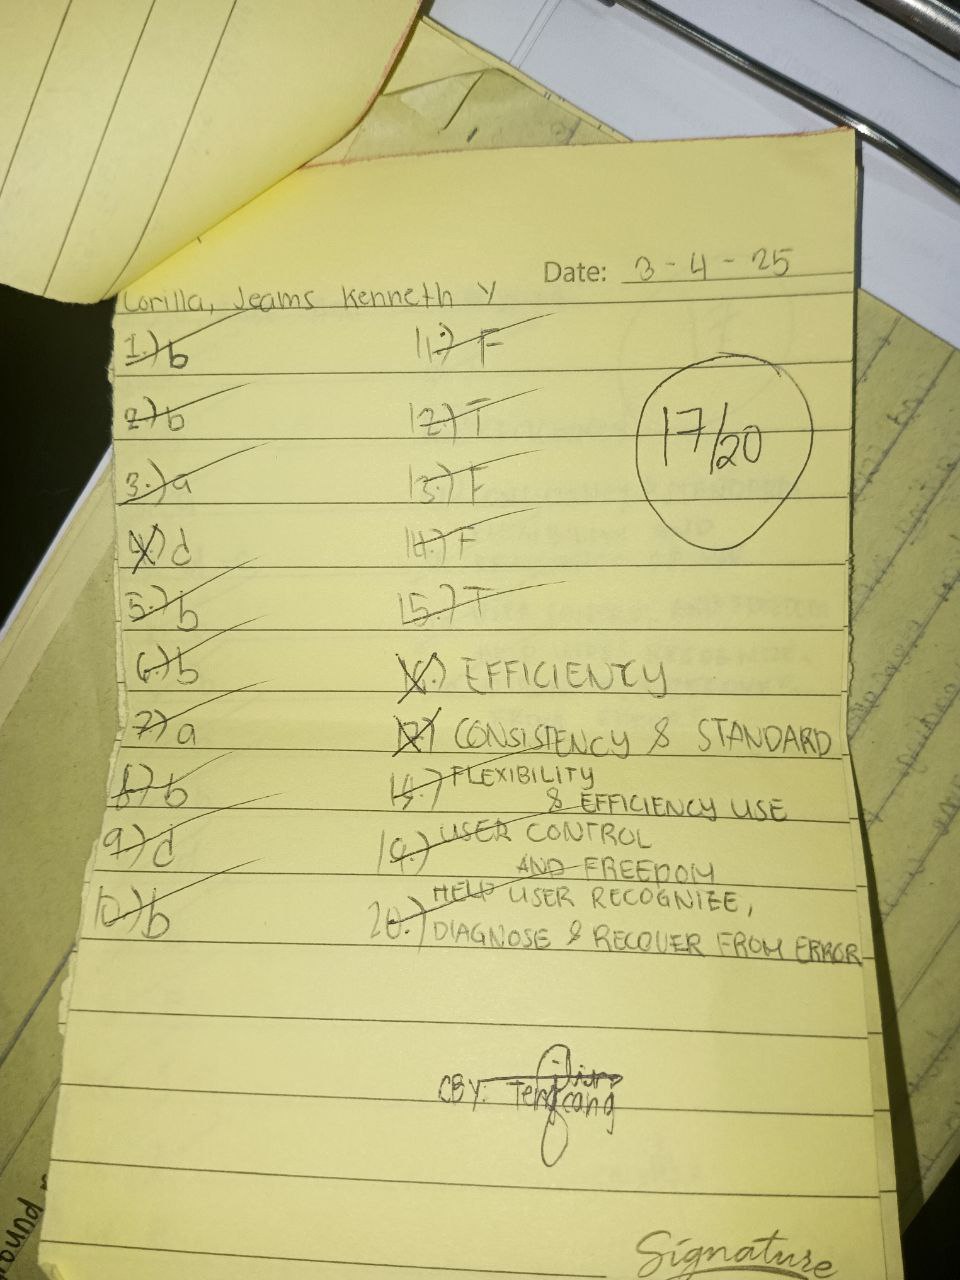 Date: 3-4-25
Lorilla, Jeams Kenneth Y
1.) b
2.) b
3.) a
4.) d
5.) b
6.) b
7.) a
8.) b
9.) d
10.) b
11.) F
12.) T
13.) F
14.) F
15.) T
16.) EFFICIENCY
17.) CONSISTENCY & STANDARD
18.) FLEXIBILITY
& EFFICIENCY USE
19.) USER CONTROL
AND FREEDOM
20.) HELP USER RECOGNIZE,
DIAGNOSE & RECOVER FROM ERROR
17/20
CBY:
Signature
ound